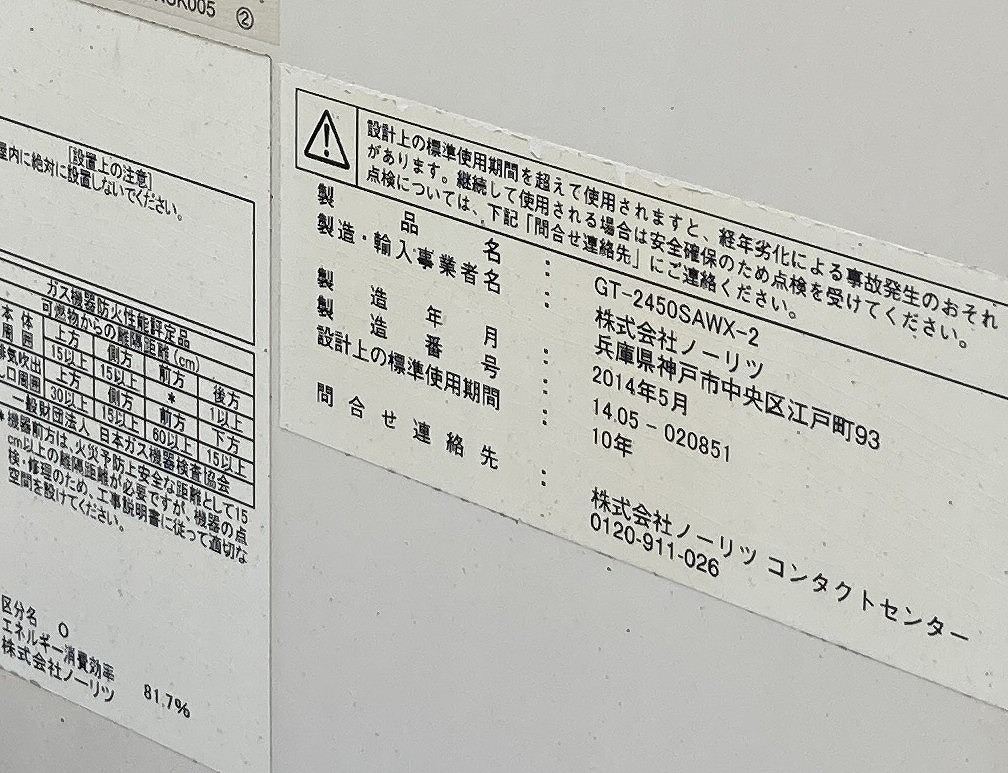 SK005 ②
[設置上の注意]
屋内に絶対に設置しないでください。
ガス機器防火性能評定品
可燃物からの離隔距離(cm)
本体周囲 上方 側方 前方 後方
15以上 15以上 * 1以上
排気吹出し口周囲 上方 側方 前方 下方
30以上 15以上 60以上 15以上
一般財団法人 日本ガス機器検査協会
*機器前方は、火災予防上安全な距離として15
cm以上の離隔距離が必要ですが、機器の点
検・修理のため、工事説明書に従って適切な
空間を設けてください。
区分名 O
エネルギー消費効率 81.7%
株式会社ノーリツ
設計上の標準使用期間を超えて使用されますと、経年劣化による事故発生のおそれ
があります。継続して使用される場合は安全確保のため点検を受けてください。
点検については、下記「問合せ連絡先」にご連絡ください。
製品名 : GT-2450SAWX-2
製造・輸入事業者名 : 株式会社ノーリツ
兵庫県神戸市中央区江戸町93
製造年月 : 2014年5月
製造番号 : 14.05-020851
設計上の標準使用期間 : 10年
問合せ連絡先 : 株式会社ノーリツ コンタクトセンター
: 0120-911-026